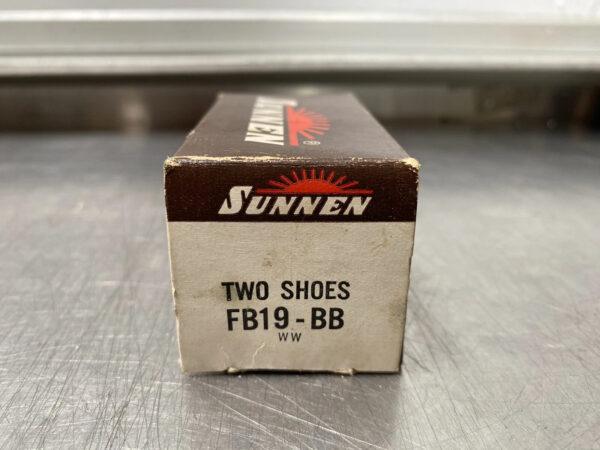 SUNNEN
®
SUNNEN
TWO SHOES
FB19-BB
WW